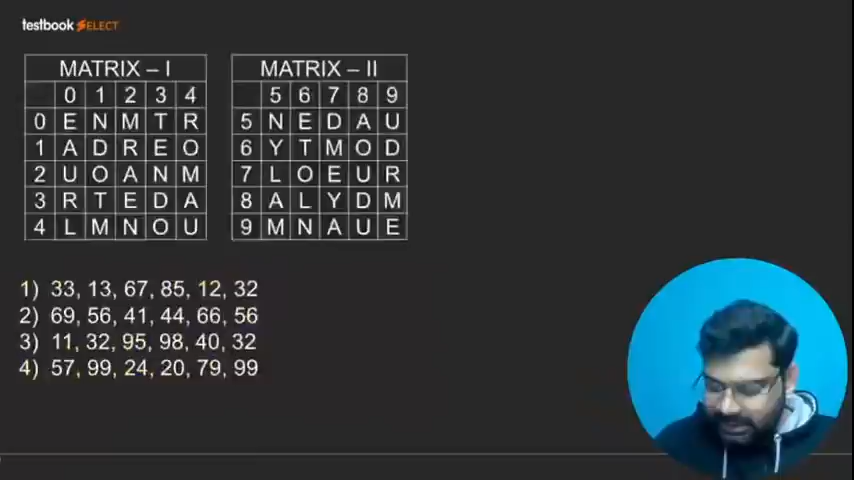 testbook SELECT
MATRIX – I
0 1 2 3 4
0 E N M T R
1 A D R E O
2 U O A N M
3 R T E D A
4 L M N O U
MATRIX – II
5 6 7 8 9
5 N E D A U
6 Y T M O D
7 L O E U R
8 A L Y D M
9 M N A U E
1) 33, 13, 67, 85, 12, 32
2) 69, 56, 41, 44, 66, 56
3) 11, 32, 95, 98, 40, 32
4) 57, 99, 24, 20, 79, 99